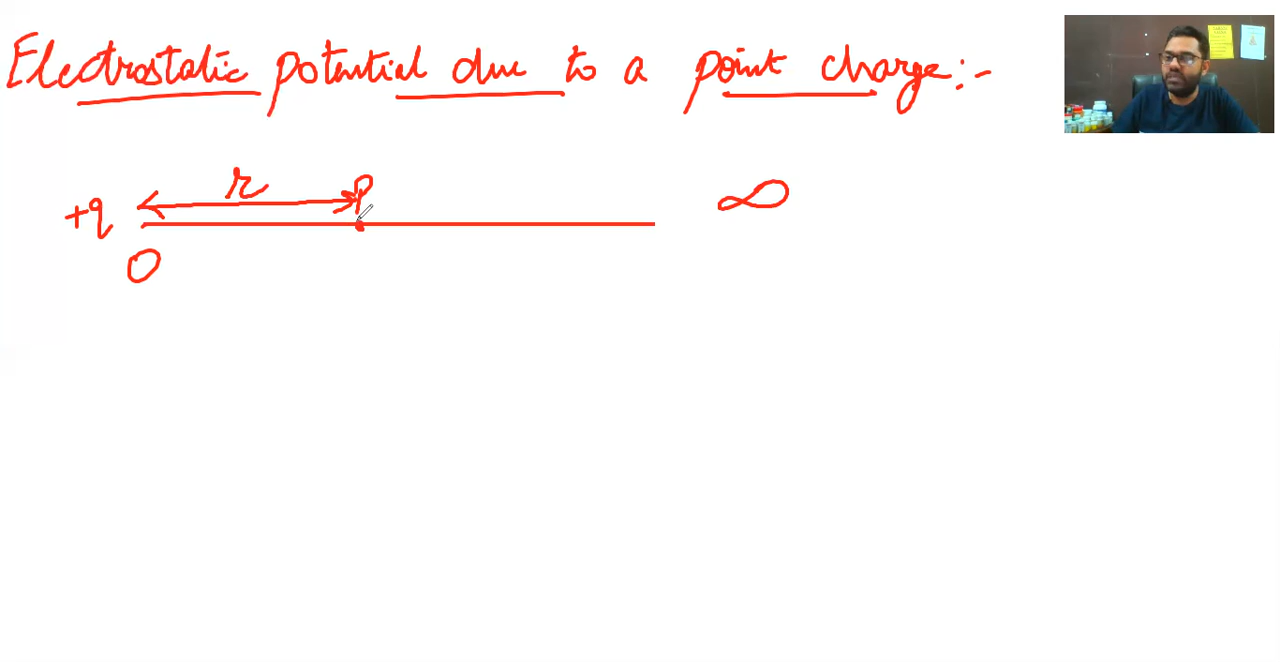 Electrostatic potential due to a point charge:-
r P ∞
+q
O